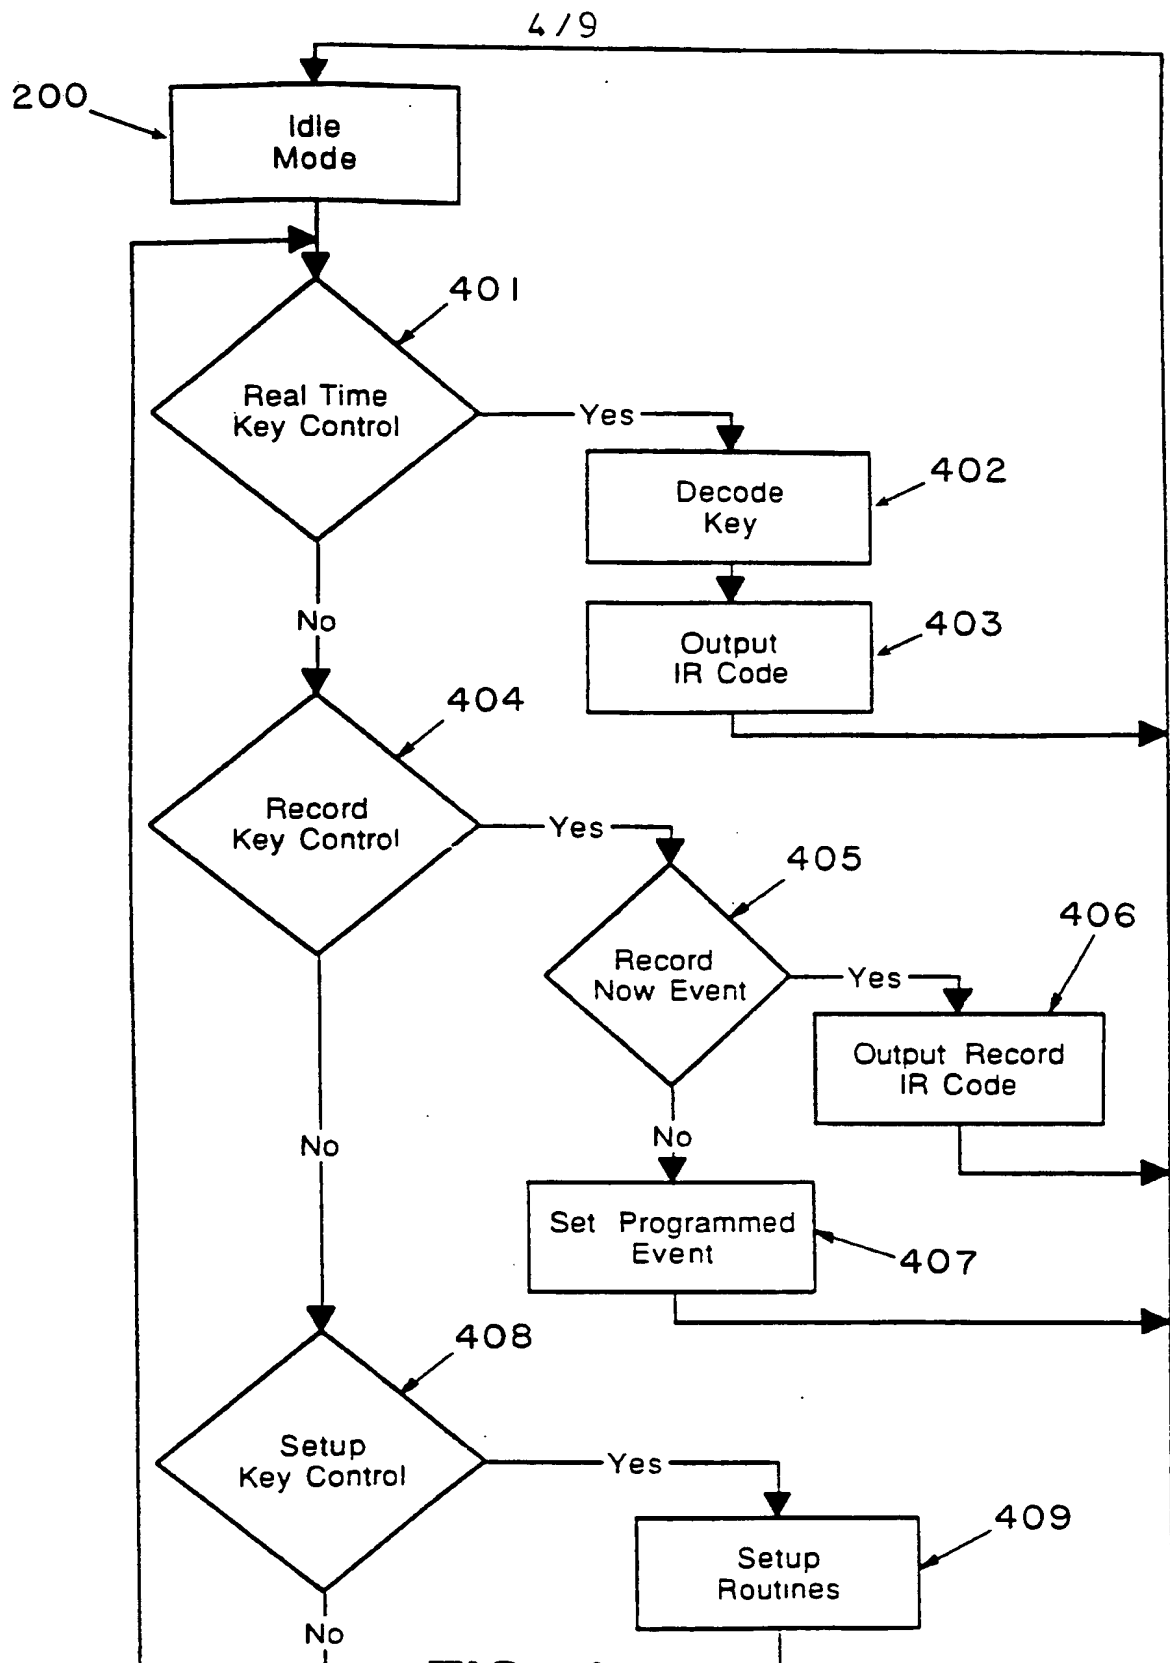 4/9
200
Idle
Mode
401
Real Time
Key Control
Yes
402
Decode
Key
No
403
Output
IR Code
404
Record
Key Control
Yes
405
Record
Now Event
Yes
406
Output Record
IR Code
No
No
Set Programmed
Event
407
408
Setup
Key Control
Yes
409
Setup
Routines
No